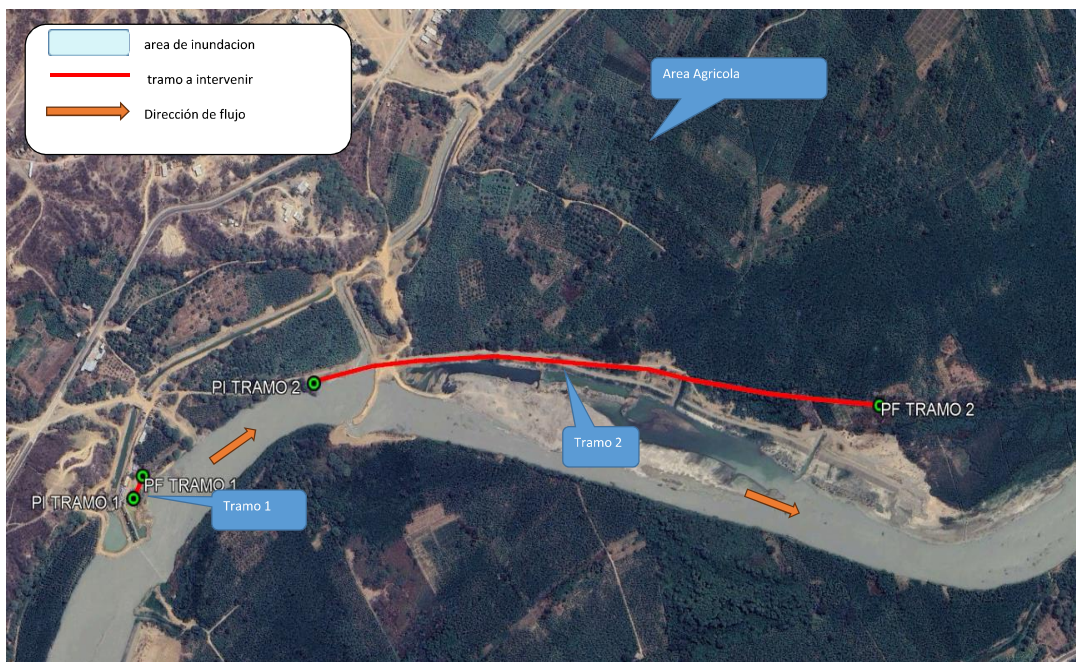 area de inundacion
tramo a intervenir
Dirección de flujo
Area Agricola
PI TRAMO 2
PF TRAMO 2
Tramo 2
PF TRAMO 1
PI TRAMO 1
Tramo 1